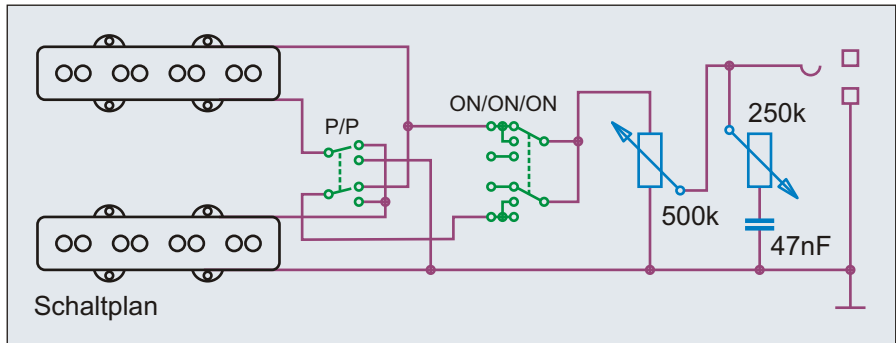 P/P
ON/ON/ON
250k
500k
47nF
Schaltplan